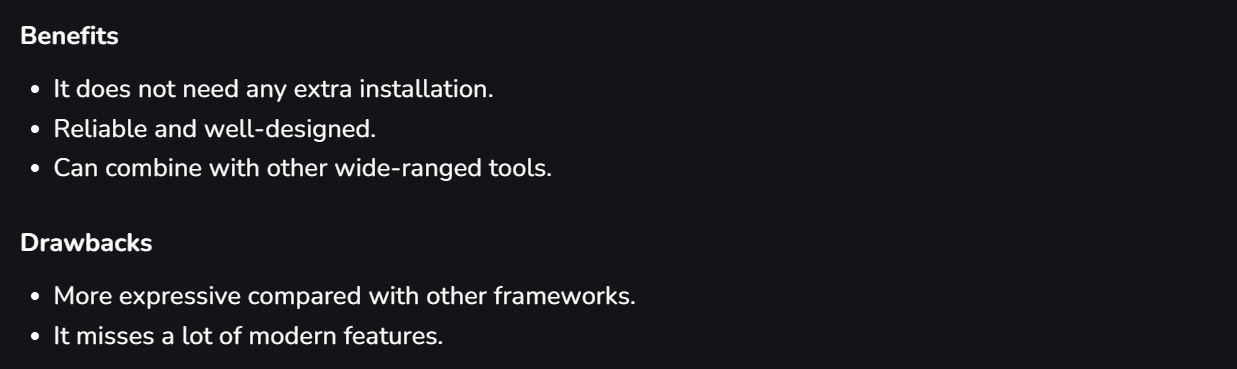 Benefits
• It does not need any extra installation.
• Reliable and well-designed.
• Can combine with other wide-ranged tools.
Drawbacks
• More expressive compared with other frameworks.
• It misses a lot of modern features.